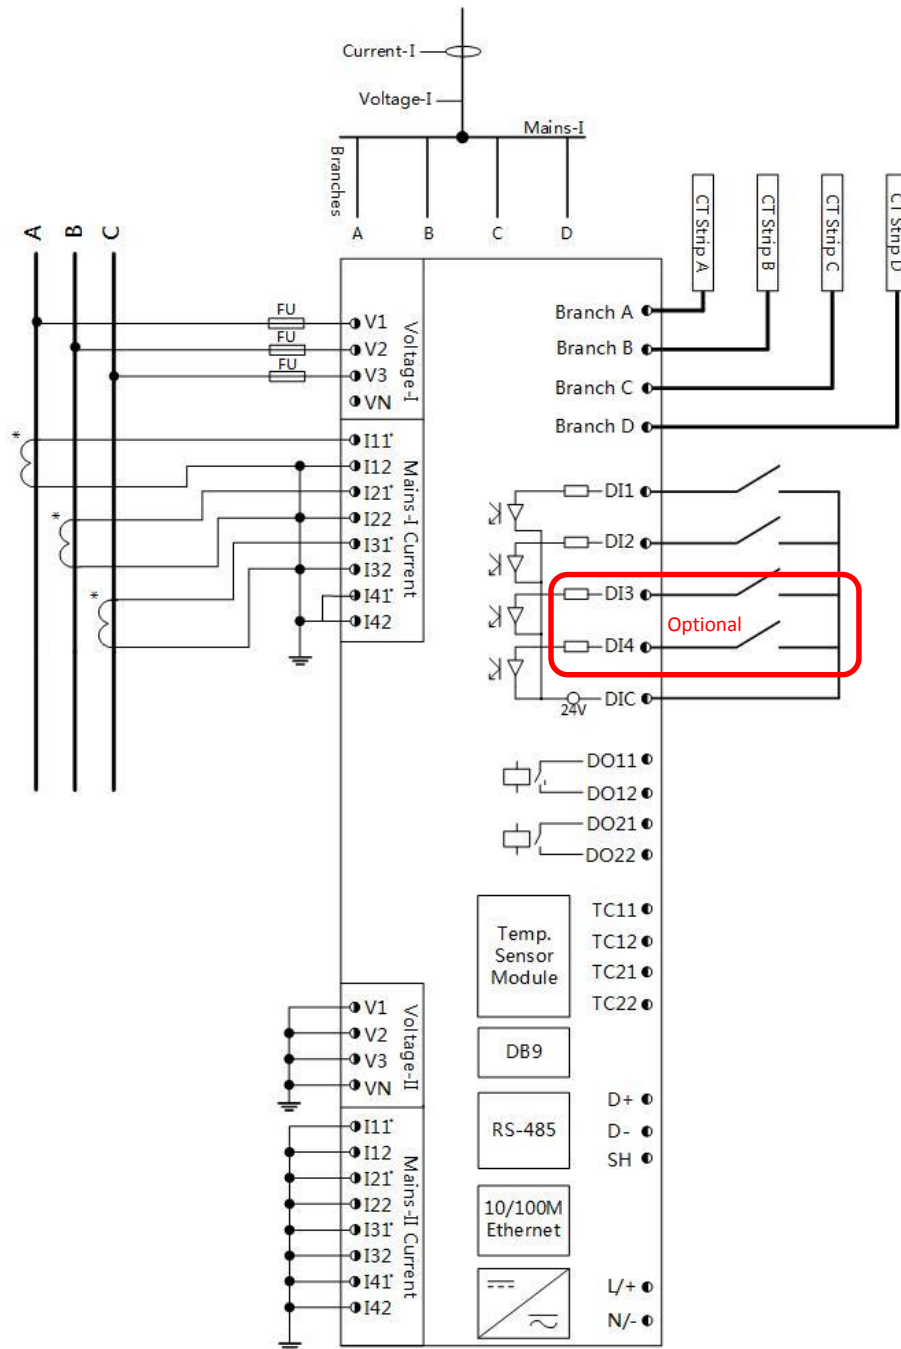 Current-I
Voltage-I
Mains-I
Branches
A
B
C
D
CT Strip A
CT Strip B
CT Strip C
CT Strip D
A
B
C
FU
FU
FU
V1
V2
V3
VN
Voltage-I
I11*
I12
I21*
I22
I31*
I32
I41*
I42
Mains-I Current
*
*
*
Branch A
Branch B
Branch C
Branch D
DI1
DI2
DI3
Optional
DI4
DIC
24V
DO11
DO12
DO21
DO22
TC11
TC12
TC21
TC22
Temp.
Sensor
Module
V1
V2
V3
VN
Voltage-II
DB9
I11*
I12
I21*
I22
I31*
I32
I41*
I42
Mains-II Current
RS-485
D+
D-
SH
10/100M
Ethernet
L/+
N/-